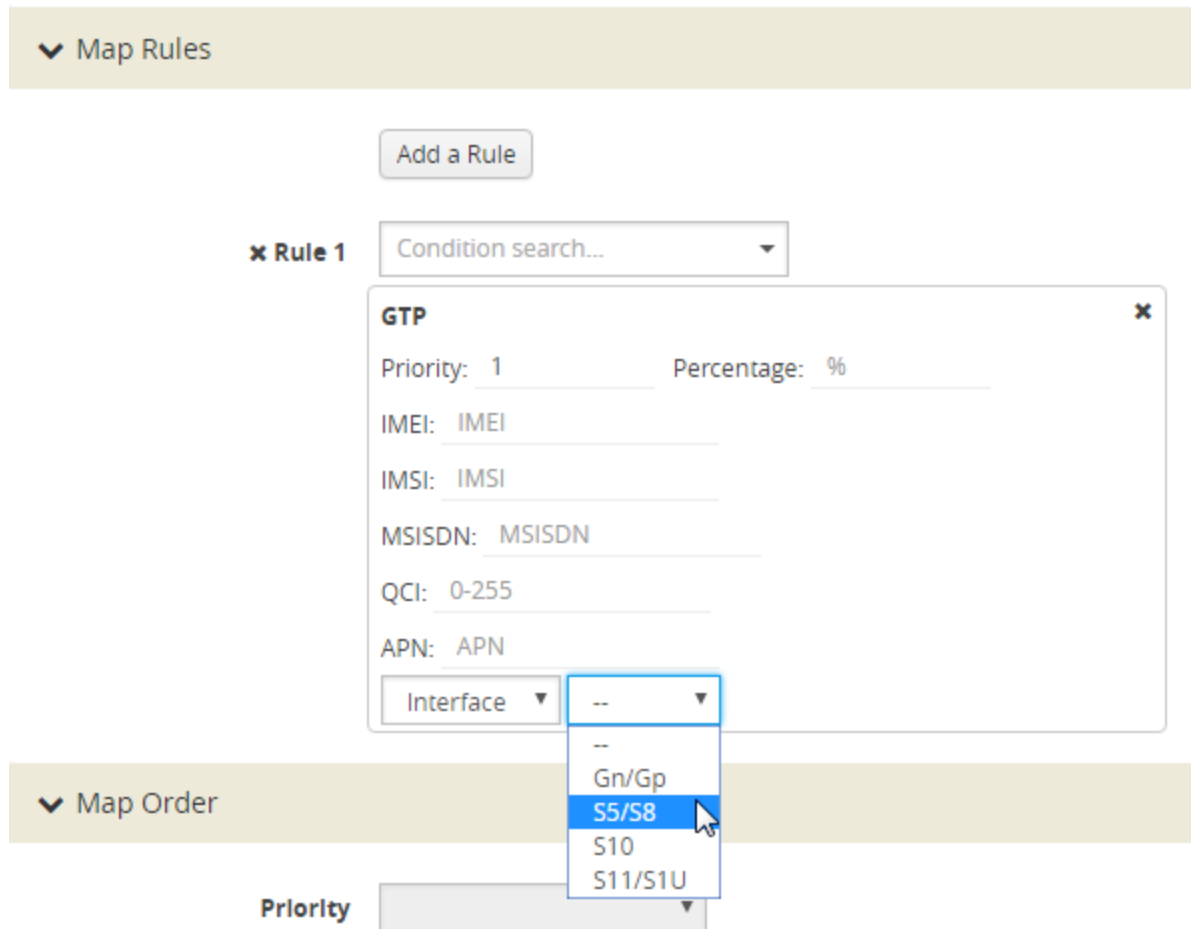 Map Rules
Add a Rule
Rule 1 Condition search...
GTP
Priority: 1 Percentage: %
IMEI: IMEI
IMSI: IMSI
MSISDN: MSISDN
QCI: 0-255
APN: APN
Interface --
--
Gn/Gp
S5/S8
S10
S11/S1U
Map Order
Priority